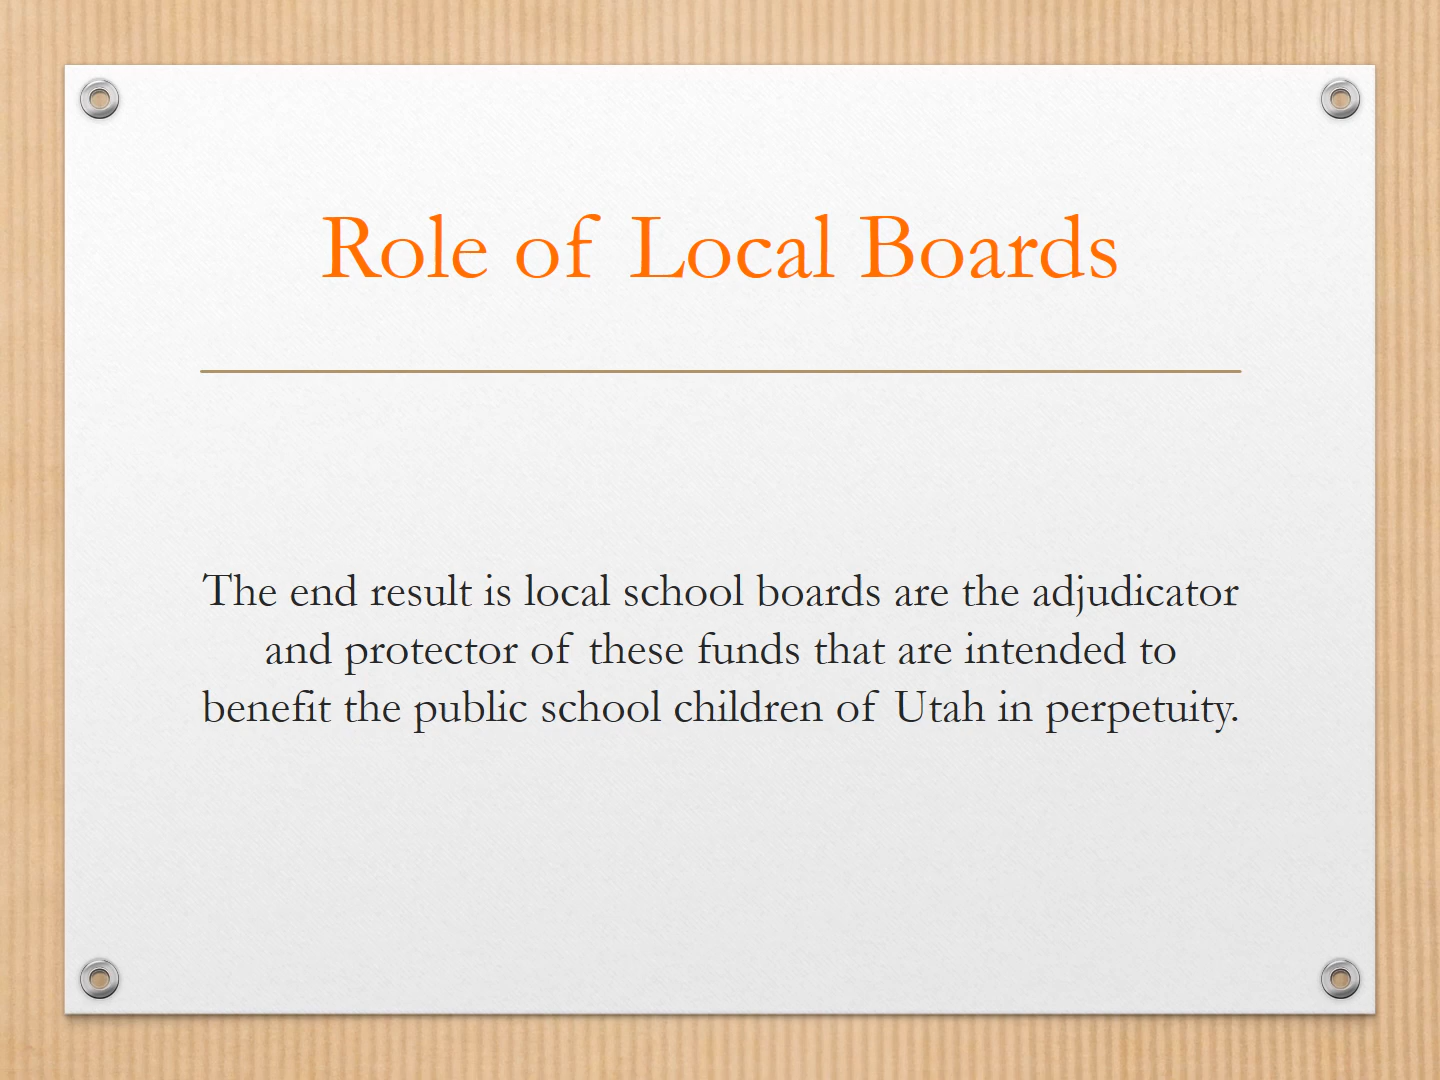 Role of Local Boards
The end result is local school boards are the adjudicator
and protector of these funds that are intended to
benefit the public school children of Utah in perpetuity.